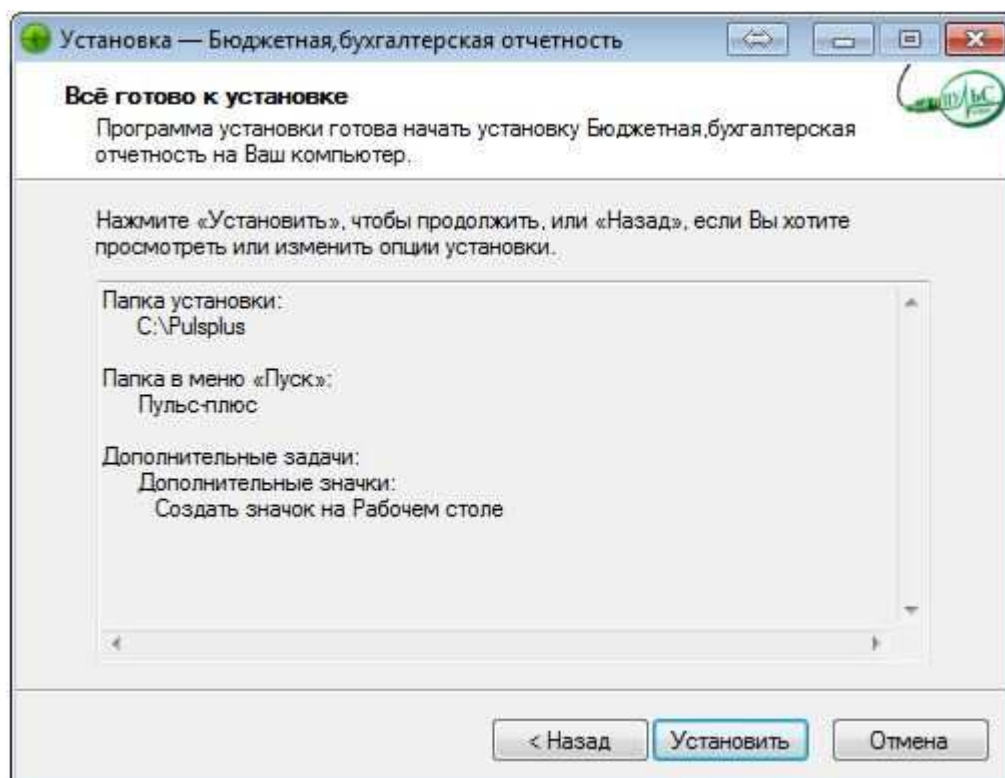 Установка — Бюджетная,бухгалтерская отчетность
Всё готово к установке
Программа установки готова начать установку Бюджетная,бухгалтерская
отчетность на Ваш компьютер.
Нажмите «Установить», чтобы продолжить, или «Назад», если Вы хотите
просмотреть или изменить опции установки.
Папка установки:
C:\Pulsplus
Папка в меню «Пуск»:
Пульс-плюс
Дополнительные задачи:
Дополнительные значки:
Создать значок на Рабочем столе
< Назад
Установить
Отмена